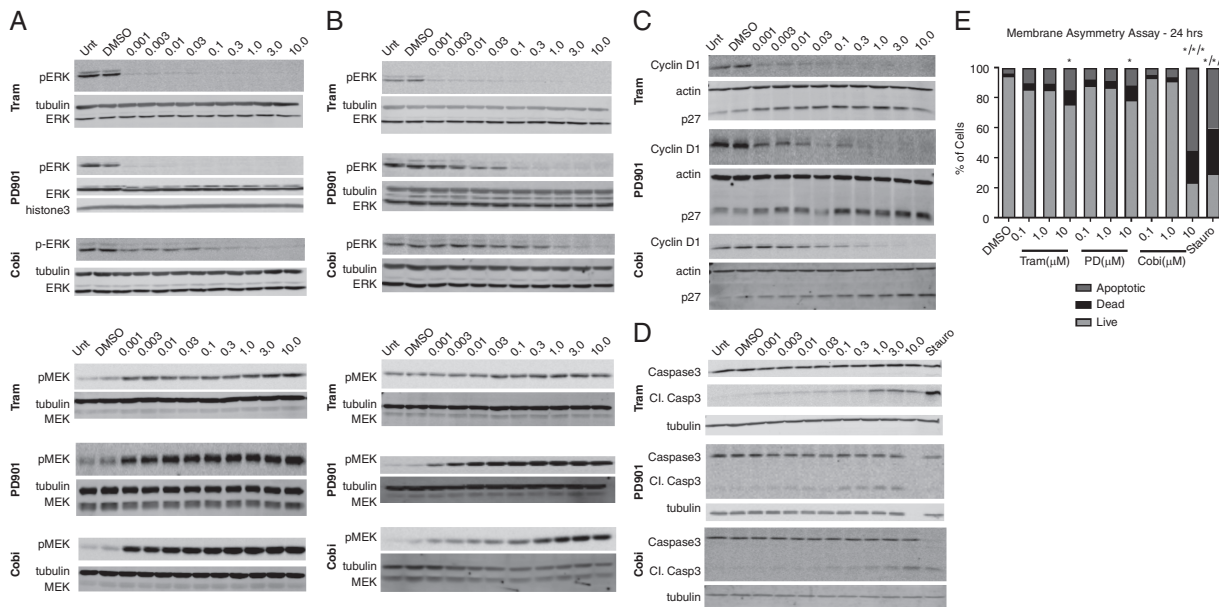 A
Unt DMSO 0.001 0.003 0.01 0.03 0.1 0.3 1.0 3.0 10.0
Tram
pERK
tubulin
ERK
PD901
pERK
ERK
histone3
Cobi
p-ERK
tubulin
ERK
Unt DMSO 0.001 0.003 0.01 0.03 0.1 0.3 1.0 3.0 10.0
Tram
pMEK
tubulin
MEK
PD901
pMEK
tubulin
MEK
Cobi
pMEK
tubulin
MEK
B
Unt DMSO 0.001 0.003 0.01 0.03 0.1 0.3 1.0 3.0 10.0
Tram
pERK
tubulin
ERK
PD901
pERK
tubulin
ERK
Cobi
pERK
tubulin
ERK
Unt DMSO 0.001 0.003 0.01 0.03 0.1 0.3 1.0 3.0 10.0
Tram
pMEK
tubulin
MEK
PD901
pMEK
tubulin
MEK
Cobi
pMEK
tubulin
MEK
C
Unt DMSO 0.001 0.003 0.01 0.03 0.1 0.3 1.0 3.0 10.0
Tram
Cyclin D1
actin
p27
PD901
Cyclin D1
actin
p27
Cobi
Cyclin D1
actin
p27
D
Unt DMSO 0.001 0.003 0.01 0.03 0.1 0.3 1.0 3.0 10.0 Stauro
Tram
Caspase3
Cl. Casp3
tubulin
PD901
Caspase3
Cl. Casp3
tubulin
Cobi
Caspase3
Cl. Casp3
tubulin
E
Membrane Asymmetry Assay - 24 hrs
* * */*/* */*/
% of Cells
100
80
60
40
20
0
DMSO 0.1 1.0 10 0.1 1.0 10 0.1 1.0 10 Stauro
Tram(μM) PD(μM) Cobi(μM)
Apoptotic
Dead
Live